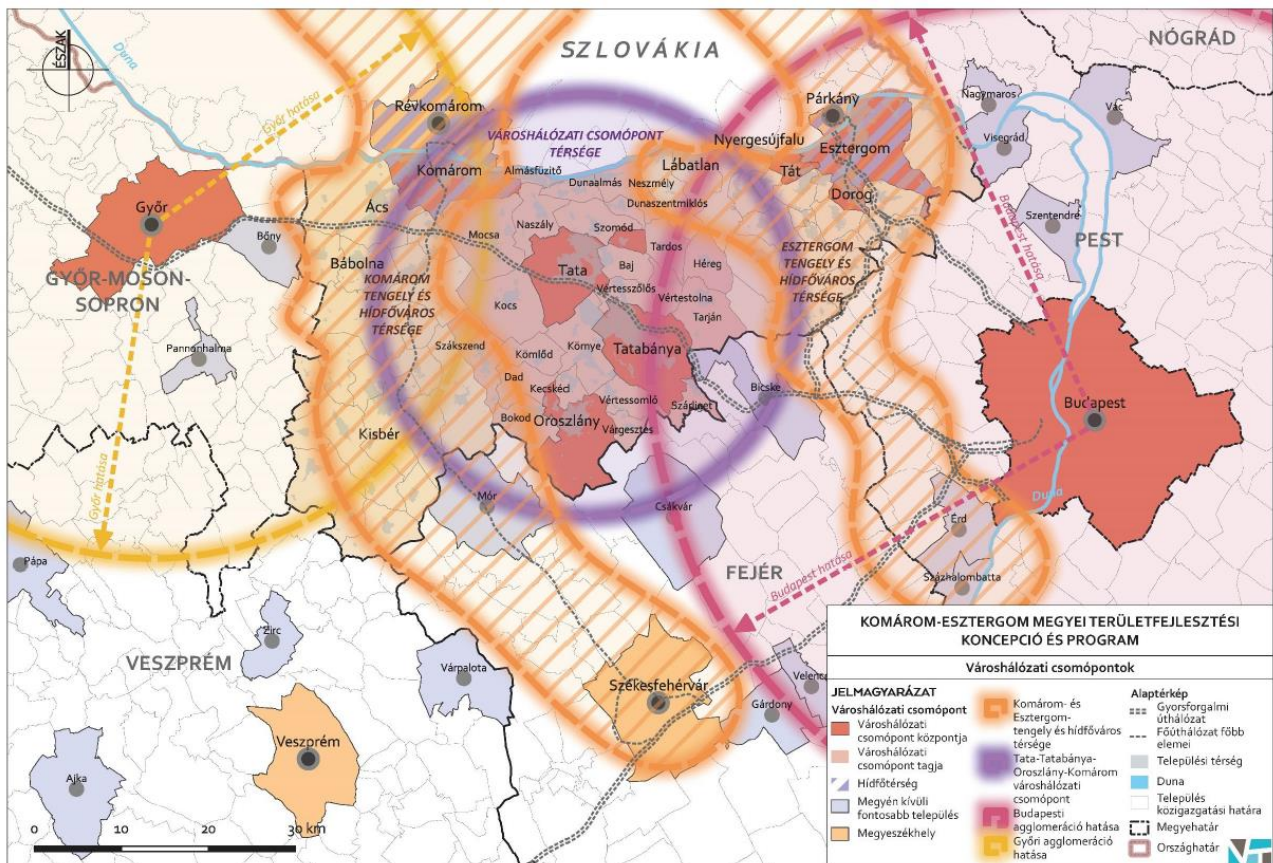 ÉSZAK
Duna
SZLOVÁKIA
NÓGRÁD
Győr hatása
Révkomárom
VÁROSHÁLÓZATI CSOMÓPONT
TÉRSÉGE
Párkány
Nyergesújfalu
Esztergom
Nagymaros
Visegrád
Vác
Komárom
Almásfüzitő
Lábatlan
Tát
Dorog
Dunaalmás
Neszmély
Dunaszentmiklós
Győr
Ács
Naszály
Szomód
Mocsa
Tardos
Bőny
Szentendre
PEST
Budapest hatása
Bábolna
KOMÁROM
TENGELY ÉS
HÍDFŐVÁROS
TÉRSÉGE
Tata
Baj
Héreg
ESZTERGOM
TENGELY ÉS
HÍDFŐVÁROS
TÉRSÉGE
GYŐR-MOSON-
SOPRON
Vértesszőlős
Vértestolna
Kocs
Tarján
Pannonhalma
Szákszend
Kömlőd
Környe
Tatabánya
Dad
Kecskéd
Bicske
Vértessomló
Szárliget
Budapest
Bokod
Oroszlány
Várgesztes
Kisbér
Győr hatása
Mór
Csákvár
Duna
Érd
Pápa
FEJÉR
Budapest hatása
Százhalombatta
Zirc
VESZPRÉM
Várpalota
Székesfehérvár
Velence
Gárdony
Veszprém
Ajka
0 10 20 30 km
KOMÁROM-ESZTERGOM MEGYEI TERÜLETFEJLESZTÉSI
KONCEPCIÓ ÉS PROGRAM
Városhálózati csomópontok
JELMAGYARÁZAT
Városhálózati csomópont
Városhálózati
csomópont központja
Városhálózati
csomópont tagja
Hídfőtérség
Megyén kívüli
fontosabb település
Megyeszékhely
Komárom- és
Esztergom-
tengely és hídfőváros
térsége
Tata-Tatabánya-
Oroszlány-Komárom
városhálózati
csomópont
Budapesti
agglomeráció hatása
Győri agglomeráció
hatása
Alaptérkép
Gyorsforgalmi
úthálózat
Főúthálózat főbb
elemei
Települési térség
Duna
Település
közigazgatási határa
Megyehatár
Országhatár